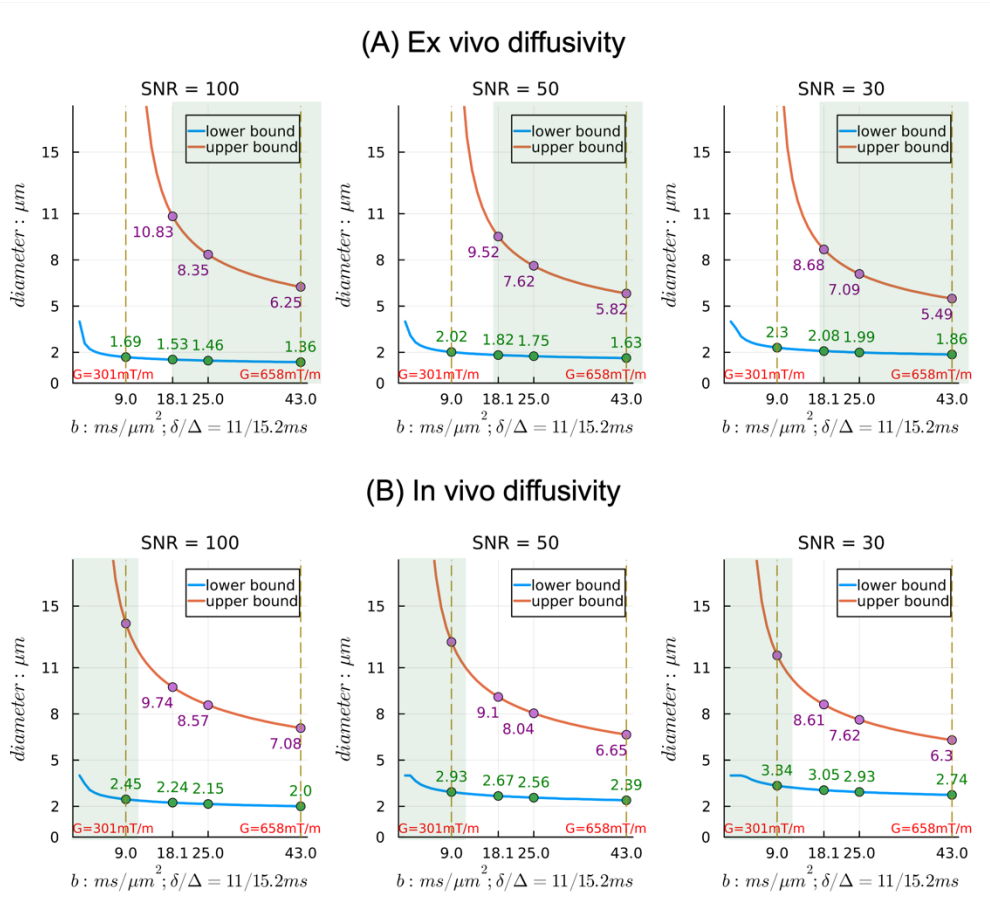 (A) Ex vivo diffusivity
SNR = 100
diameter : μm
15
11
8
5
2
0
lower bound
upper bound
10.83
8.35
6.25
1.69
1.53
1.46
1.36
G=301mT/m
G=658mT/m
9.0
18.1
25.0
43.0
b : ms/μm²; δ/Δ = 11/15.2ms
SNR = 50
diameter : μm
15
11
8
5
2
0
lower bound
upper bound
9.52
7.62
5.82
2.02
1.82
1.75
1.63
G=301mT/m
G=658mT/m
9.0
18.1
25.0
43.0
b : ms/μm²; δ/Δ = 11/15.2ms
SNR = 30
diameter : μm
15
11
8
5
2
0
lower bound
upper bound
8.68
7.09
5.49
2.3
2.08
1.99
1.86
G=301mT/m
G=658mT/m
9.0
18.1
25.0
43.0
b : ms/μm²; δ/Δ = 11/15.2ms
(B) In vivo diffusivity
SNR = 100
diameter : μm
15
11
8
5
2
0
lower bound
upper bound
9.74
8.57
7.08
2.45
2.24
2.15
2.0
G=301mT/m
G=658mT/m
9.0
18.1
25.0
43.0
b : ms/μm²; δ/Δ = 11/15.2ms
SNR = 50
diameter : μm
15
11
8
5
2
0
lower bound
upper bound
9.1
8.04
6.65
2.93
2.67
2.56
2.39
G=301mT/m
G=658mT/m
9.0
18.1
25.0
43.0
b : ms/μm²; δ/Δ = 11/15.2ms
SNR = 30
diameter : μm
15
11
8
5
2
0
lower bound
upper bound
8.61
7.62
6.3
3.34
3.05
2.93
2.74
G=301mT/m
G=658mT/m
9.0
18.1
25.0
43.0
b : ms/μm²; δ/Δ = 11/15.2ms